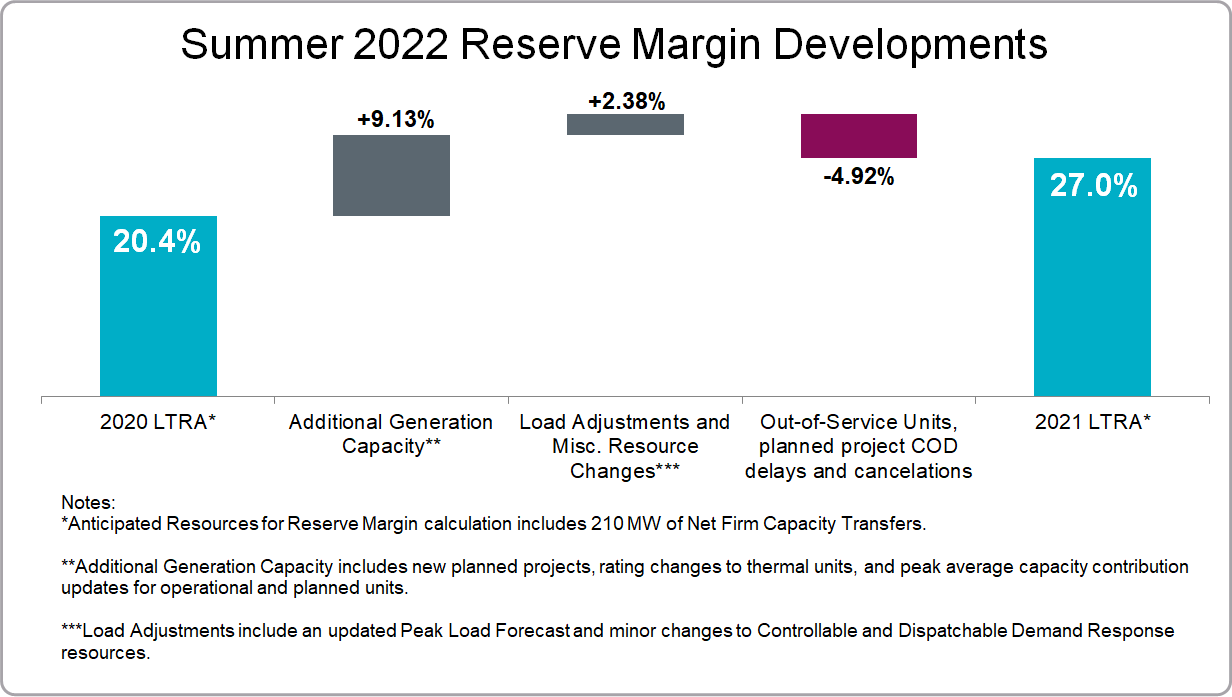 Summer 2022 Reserve Margin Developments
+2.38%
+9.13%
-4.92%
27.0%
20.4%
2020 LTRA*
Additional Generation
Capacity**
Load Adjustments and
Misc. Resource
Changes***
Out-of-Service Units,
planned project COD
delays and cancelations
2021 LTRA*
Notes:
*Anticipated Resources for Reserve Margin calculation includes 210 MW of Net Firm Capacity Transfers.
**Additional Generation Capacity includes new planned projects, rating changes to thermal units, and peak average capacity contribution
updates for operational and planned units.
***Load Adjustments include an updated Peak Load Forecast and minor changes to Controllable and Dispatchable Demand Response
resources.